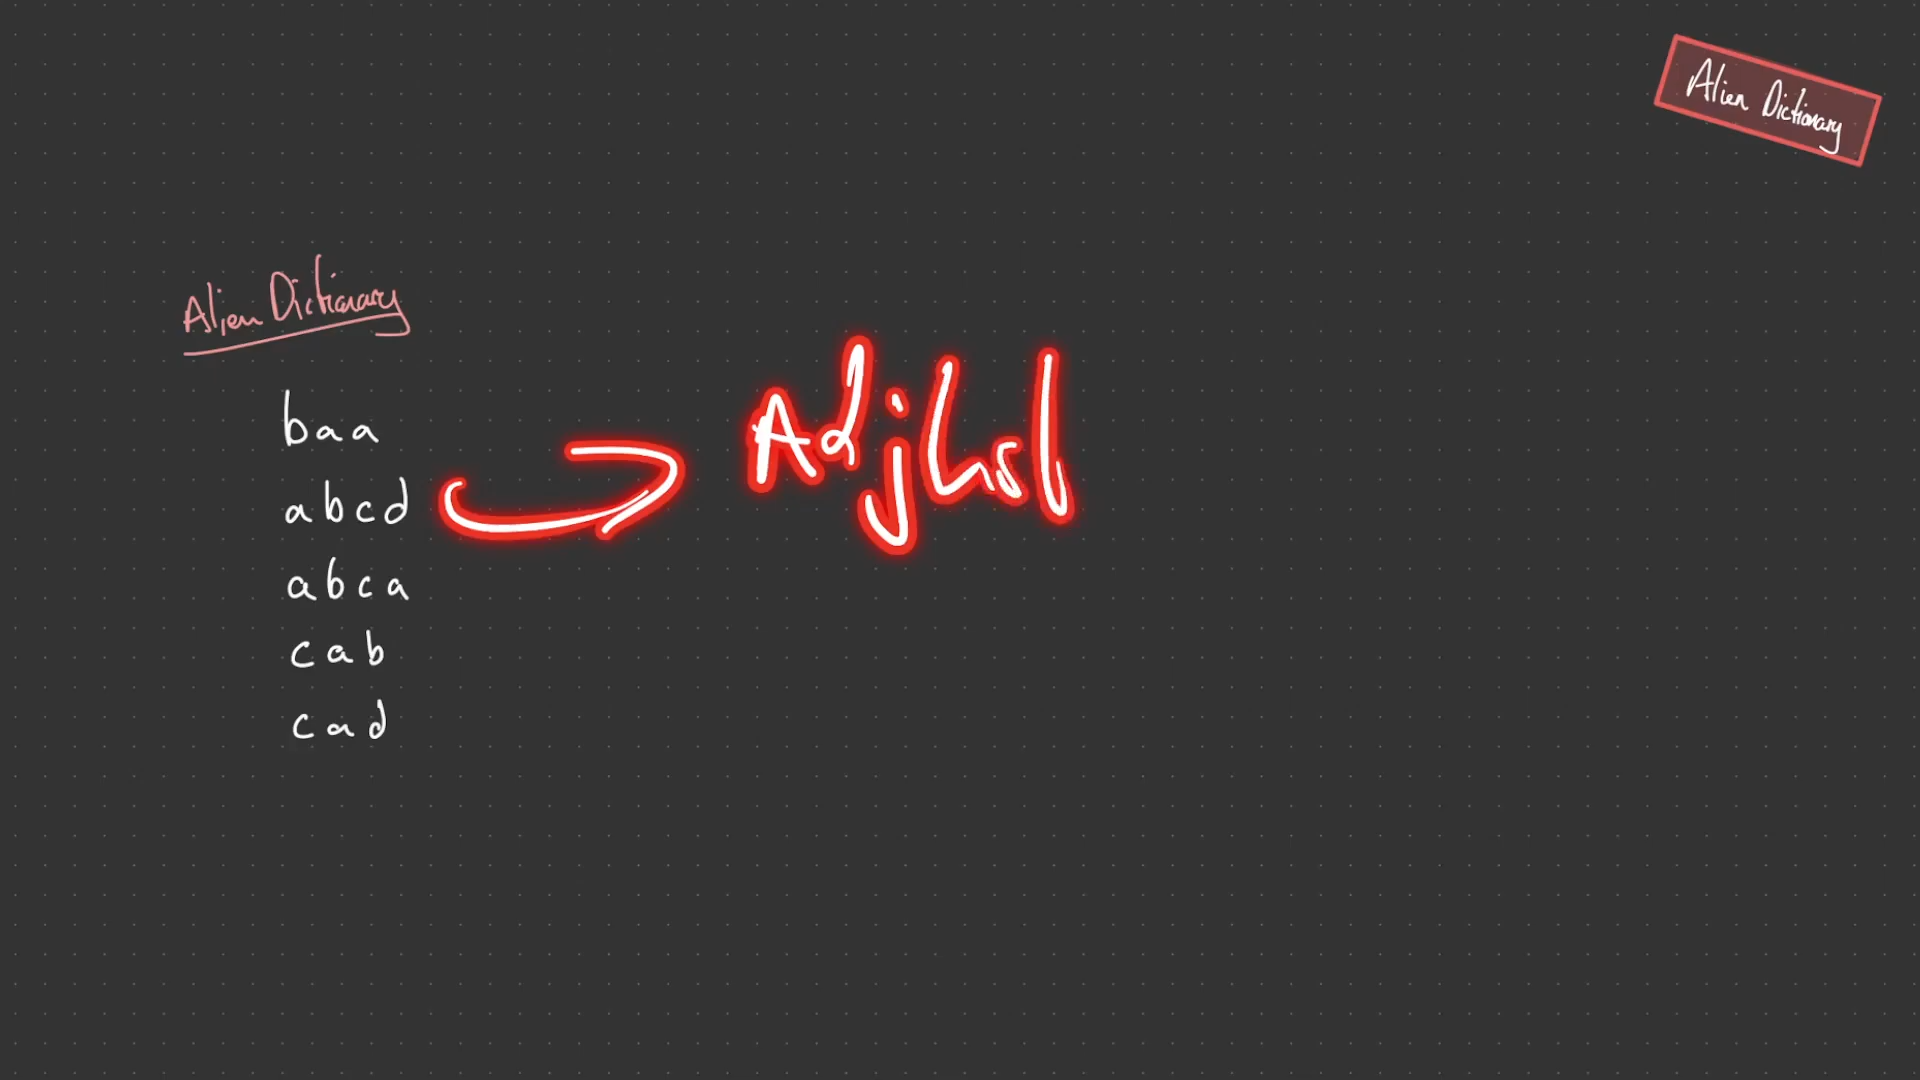 Alien Dictionary
Alien Dictionary
baa
abcd
abca
cab
cad